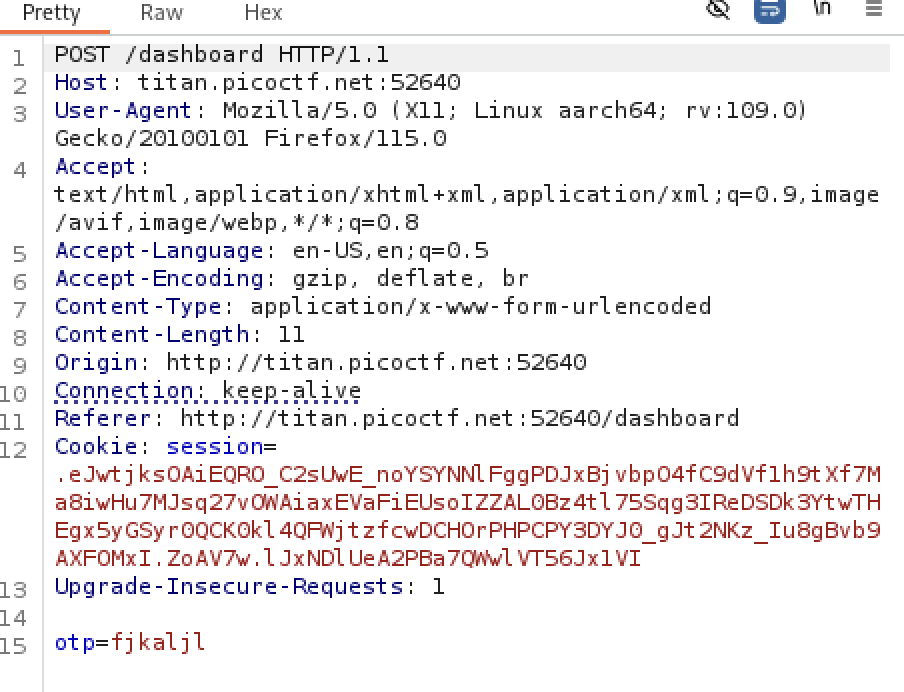 Pretty Raw Hex \n
1 POST /dashboard HTTP/1.1
2 Host: titan.picoctf.net:52640
3 User-Agent: Mozilla/5.0 (X11; Linux aarch64; rv:109.0)
Gecko/20100101 Firefox/115.0
4 Accept:
text/html,application/xhtml+xml,application/xml;q=0.9,image
/avif,image/webp,*/*;q=0.8
5 Accept-Language: en-US,en;q=0.5
6 Accept-Encoding: gzip, deflate, br
7 Content-Type: application/x-www-form-urlencoded
8 Content-Length: 11
9 Origin: http://titan.picoctf.net:52640
10 Connection: keep-alive
11 Referer: http://titan.picoctf.net:52640/dashboard
12 Cookie: session=
.eJwtjksOAiEQRO_C2sUwE_noYSYNNlFggPDJxBjvbpO4fC9dVf1h9tXf7M
a8iwHu7MJsq27vOWAiaxEVaFiEUsoIZZAL0Bz4tl75Sqg3IReDSDk3YtwTH
Egx5yGSyr0QCK0kl4QFWjtzfcwDCHOrPHPCPY3DYJ0_gJt2NKz_Iu8gBvb9
AXFOMxI.ZoAV7w.lJxNDlUeA2PBa7QWwlVT56Jx1VI
13 Upgrade-Insecure-Requests: 1
14
15 otp=fjkaljl